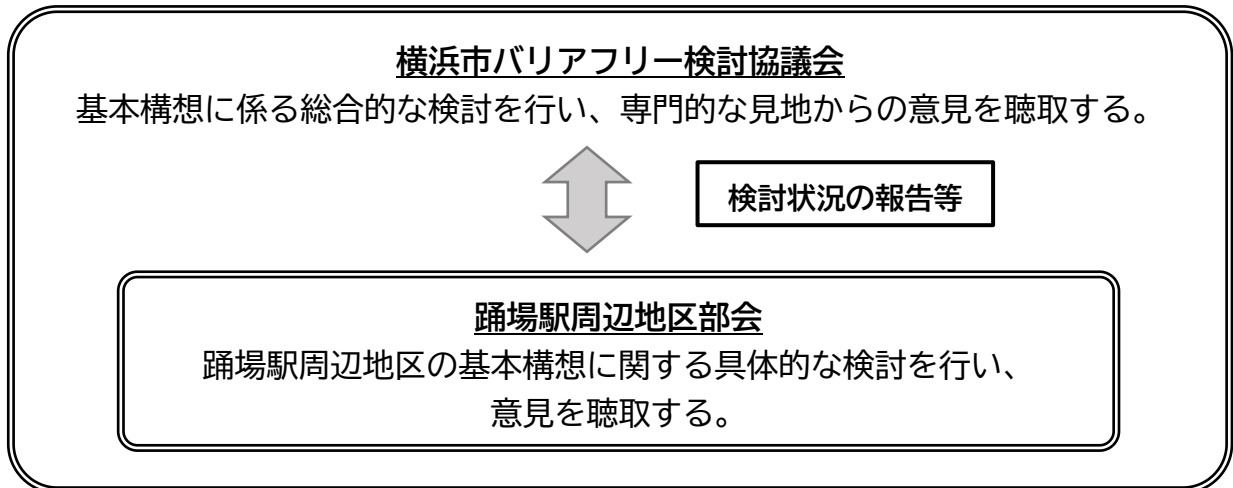 横浜市バリアフリー検討協議会
基本構想に係る総合的な検討を行い、専門的な見地からの意見を聴取する。
検討状況の報告等
踊場駅周辺地区部会
踊場駅周辺地区の基本構想に関する具体的な検討を行い、
意見を聴取する。